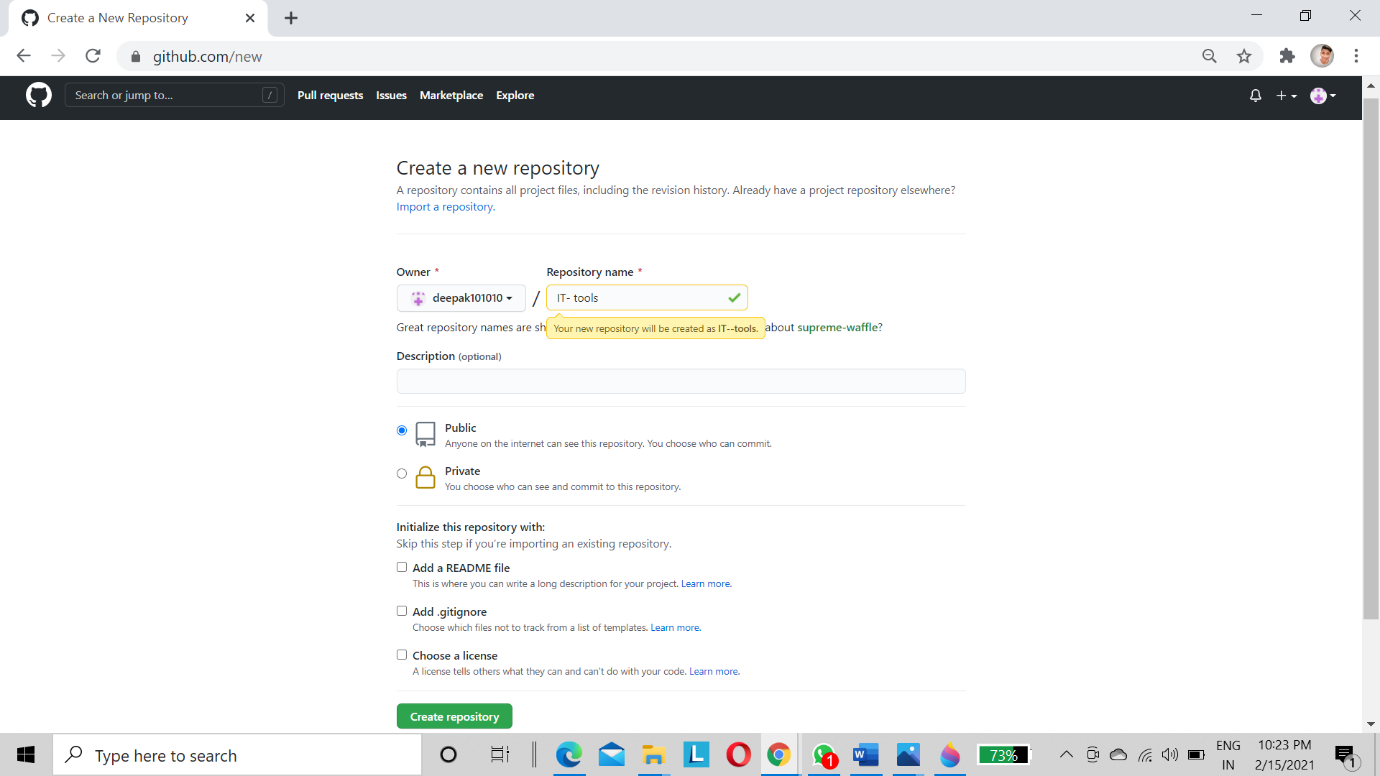 Create a New Repository
github.com/new
Search or jump to... /
Pull requests Issues Marketplace Explore
Create a new repository
A repository contains all project files, including the revision history. Already have a project repository elsewhere?
Import a repository.
Owner * Repository name *
deepak101010 / IT- tools
Great repository names are sh Your new repository will be created as IT--tools. about supreme-waffle?
Description (optional)
Public
Anyone on the internet can see this repository. You choose who can commit.
Private
You choose who can see and commit to this repository.
Initialize this repository with:
Skip this step if you're importing an existing repository.
Add a README file
This is where you can write a long description for your project. Learn more.
Add .gitignore
Choose which files not to track from a list of templates. Learn more.
Choose a license
A license tells others what they can and can't do with your code. Learn more.
Create repository
Type here to search
L
1
W
73%
ENG
IN
10:23 PM
2/15/2021
1